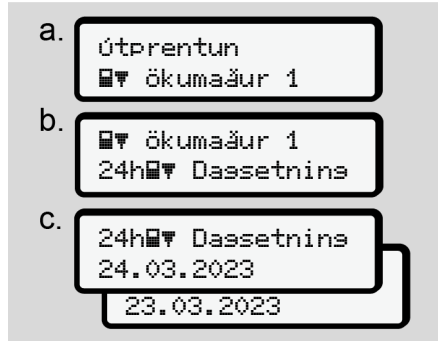 a.
útprentun
🖥▼ ökumaður 1
b.
🖥▼ ökumaður 1
24h🖥▼ Dagsetning
c.
24h🖥▼ Dagsetning
24.03.2023
23.03.2023